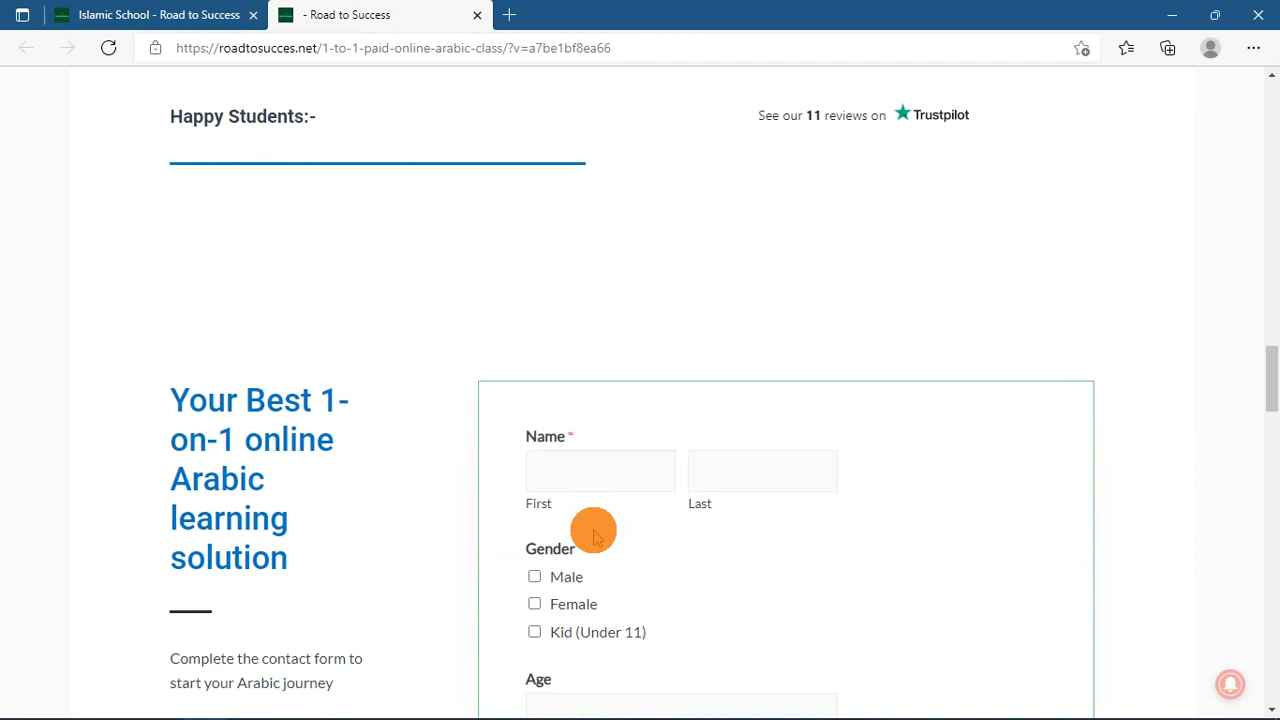 Islamic School - Road to Success
- Road to Success
https://roadtosucces.net/1-to-1-paid-online-arabic-class/?v=a7be1bf8ea66
Happy Students:-
See our 11 reviews on Trustpilot
Your Best 1-
on-1 online
Arabic
learning
solution
Complete the contact form to
start your Arabic journey
Name *
First
Last
Gender
Male
Female
Kid (Under 11)
Age